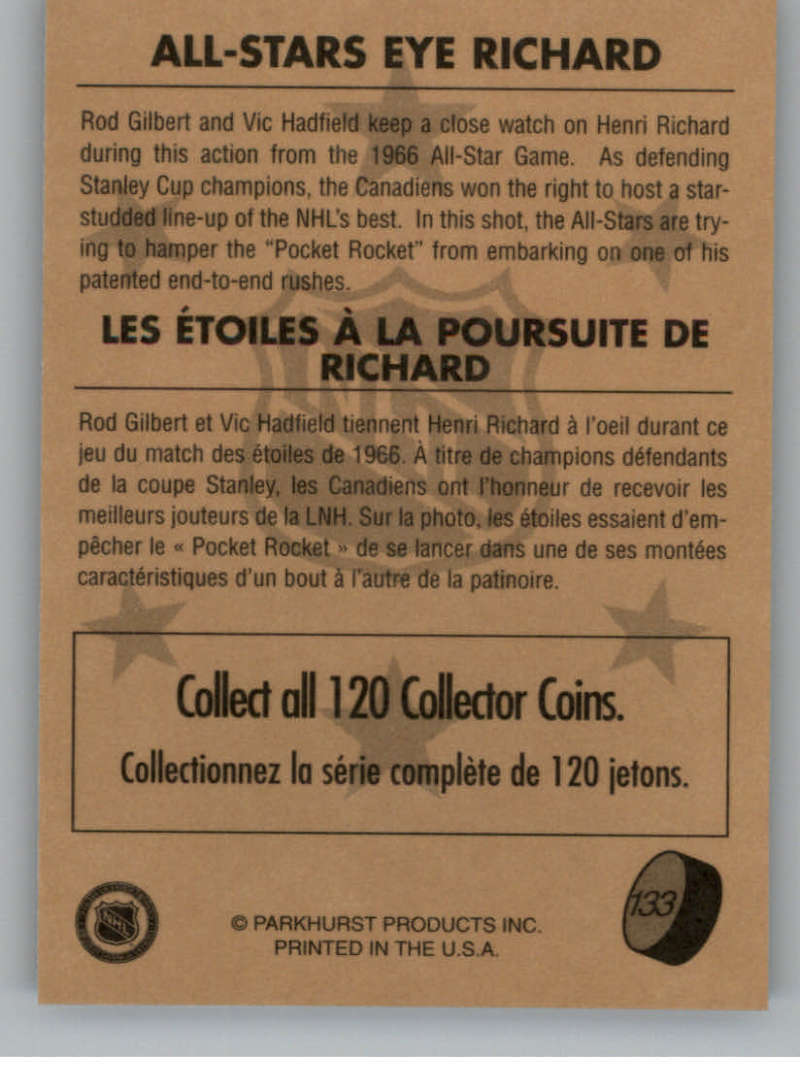 ALL-STARS EYE RICHARD
Rod Gilbert and Vic Hadfield keep a close watch on Henri Richard
during this action from the 1966 All-Star Game. As defending
Stanley Cup champions, the Canadiens won the right to host a star-
studded line-up of the NHL's best. In this shot, the All-Stars are try-
ing to hamper the "Pocket Rocket" from embarking on one of his
patented end-to-end rushes.
LES ÉTOILES À LA POURSUITE DE
RICHARD
Rod Gilbert et Vic Hadfield tiennent Henri Richard à l'oeil durant ce
jeu du match des étoiles de 1966. À titre de champions défendants
de la coupe Stanley, les Canadiens ont l'honneur de recevoir les
meilleurs jouteurs de la LNH. Sur la photo, les étoiles essaient d'em-
pêcher le « Pocket Rocket » de se lancer dans une de ses montées
caractéristiques d'un bout à l'autre de la patinoire.
Collect all 120 Collector Coins.
Collectionnez la série complète de 120 jetons.
NHL
© PARKHURST PRODUCTS INC.
PRINTED IN THE U.S.A.
133